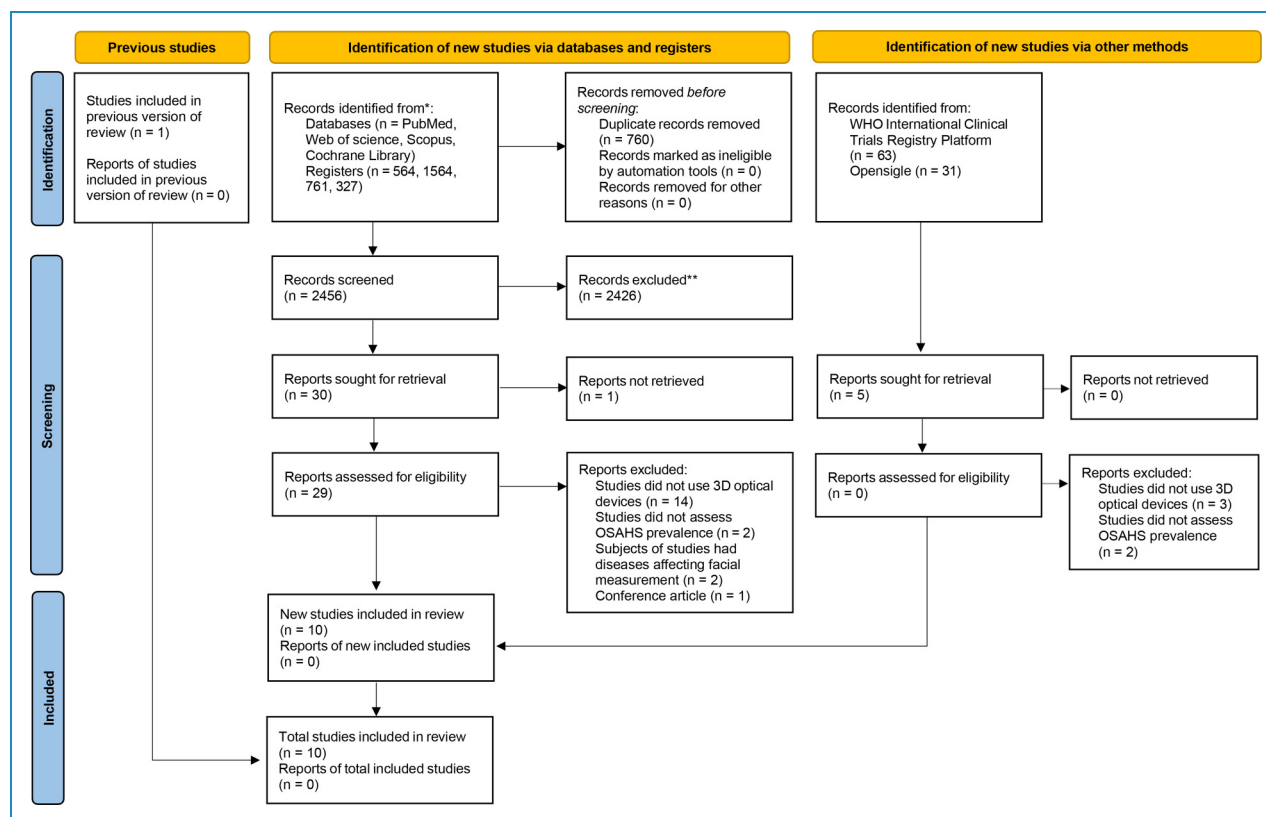 Previous studies
Identification of new studies via databases and registers
Identification of new studies via other methods
Identification
Studies included in
previous version of
review (n = 1)
Reports of studies
included in previous
version of review (n = 0)
Records identified from*:
Databases (n = PubMed,
Web of science, Scopus,
Cochrane Library)
Registers (n = 564, 1564,
761, 327)
Records removed before
screening:
Duplicate records removed
(n = 760)
Records marked as ineligible
by automation tools (n = 0)
Records removed for other
reasons (n = 0)
Records identified from:
WHO International Clinical
Trials Registry Platform
(n = 63)
Opensigle (n = 31)
Screening
Records screened
(n = 2456)
Records excluded**
(n = 2426)
Reports sought for retrieval
(n = 30)
Reports not retrieved
(n = 1)
Reports sought for retrieval
(n = 5)
Reports not retrieved
(n = 0)
Reports assessed for eligibility
(n = 29)
Reports excluded:
Studies did not use 3D optical
devices (n = 14)
Studies did not assess
OSAHS prevalence (n = 2)
Subjects of studies had
diseases affecting facial
measurement (n = 2)
Conference article (n = 1)
Reports assessed for eligibility
(n = 0)
Reports excluded:
Studies did not use 3D
optical devices (n = 3)
Studies did not assess
OSAHS prevalence
(n = 2)
Included
New studies included in review
(n = 10)
Reports of new included studies
(n = 0)
Total studies included in review
(n = 10)
Reports of total included studies
(n = 0)